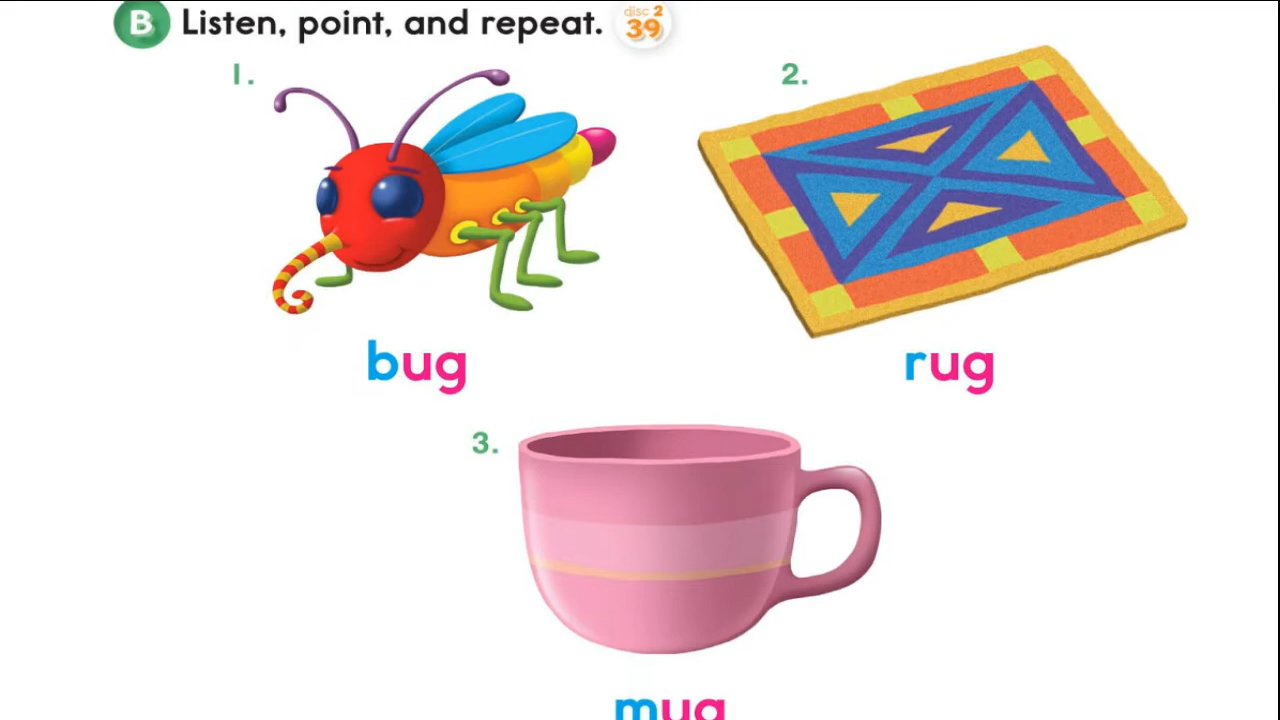 B Listen, point, and repeat. disc 2 39
1. 2.
bug rug
3.
mug